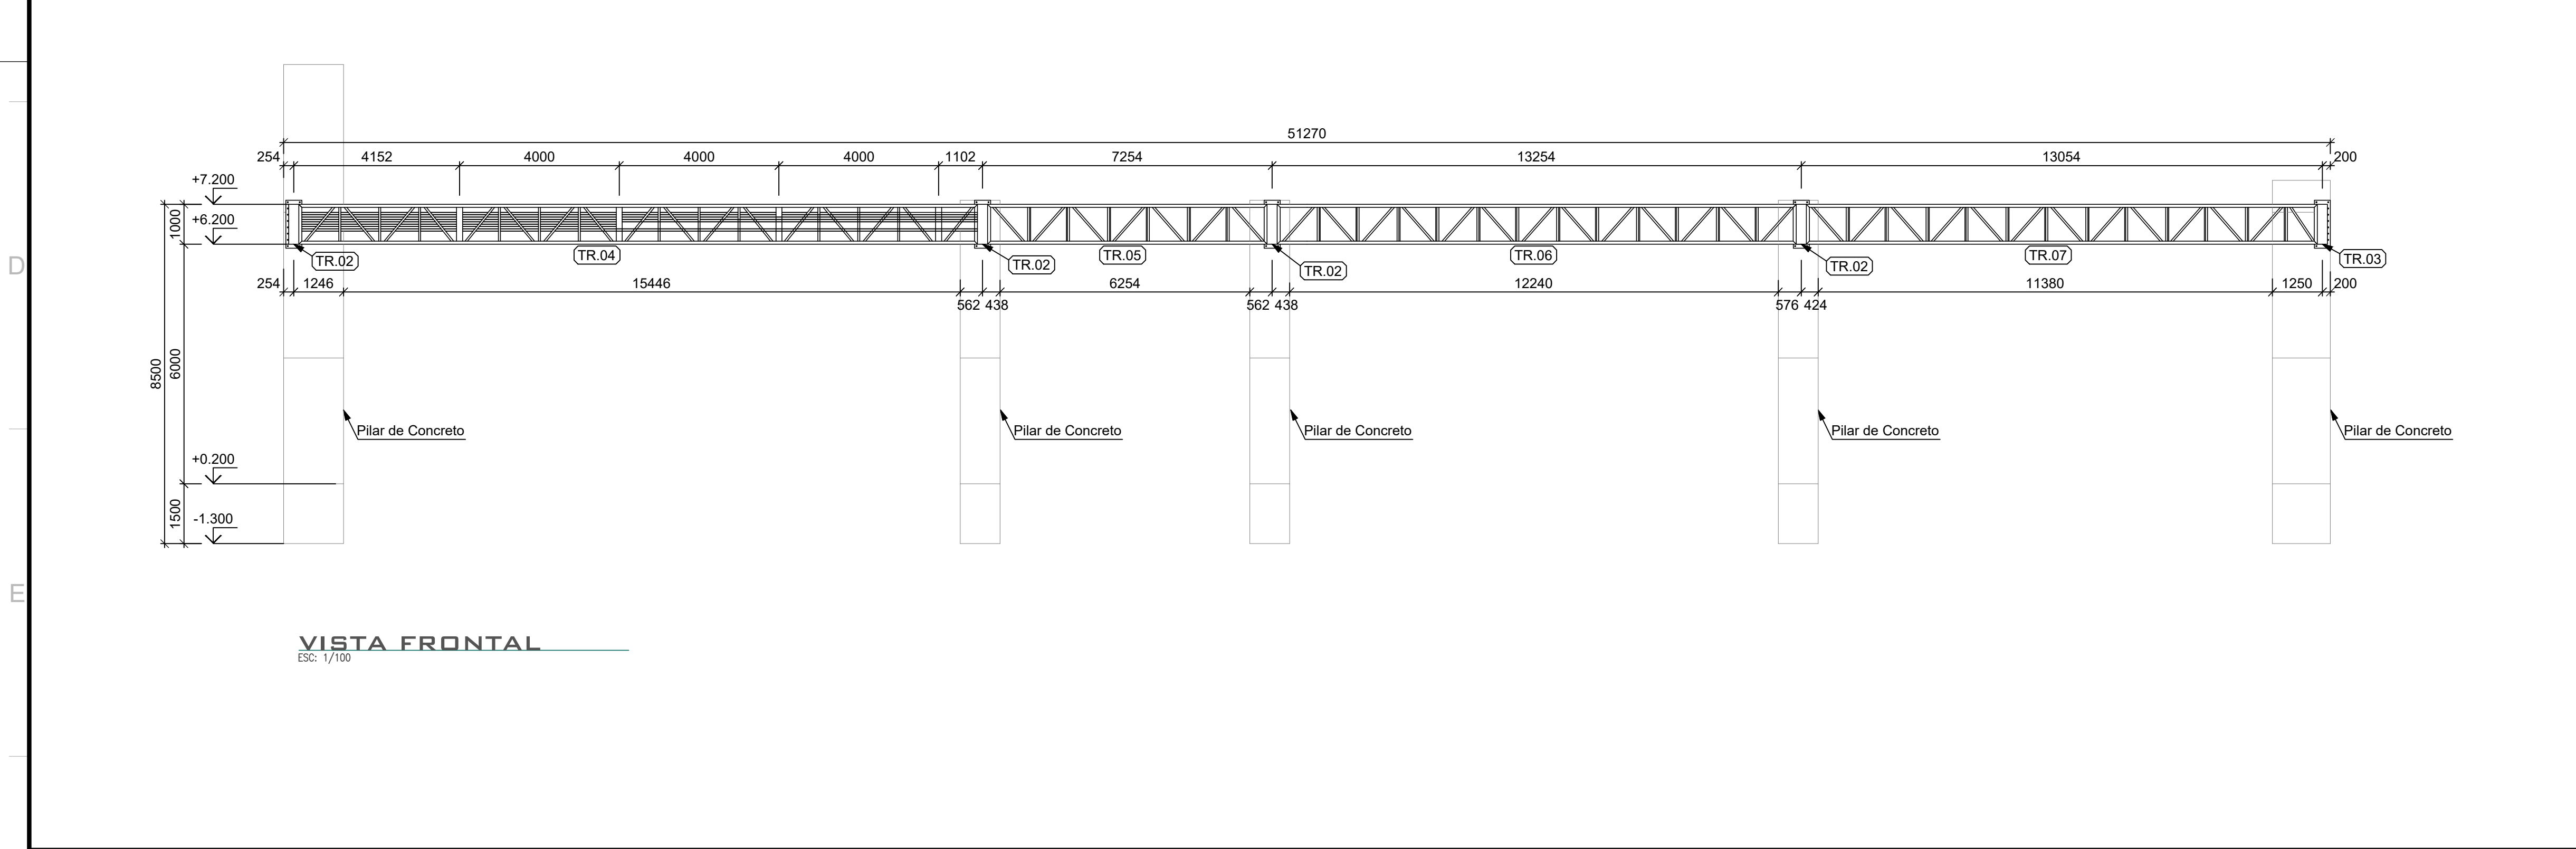 51270
254 4152 4000 4000 4000 1102 7254 13254 13054 200
+7.200
1000
+6.200
D
TR.02 TR.04 TR.02 TR.05 TR.02 TR.06 TR.02 TR.07 TR.03
254 1246 15446 6254 12240 11380 1250 200
562 438 562 438 576 424
8500
6000
Pilar de Concreto Pilar de Concreto Pilar de Concreto Pilar de Concreto Pilar de Concreto
+0.200
1500
-1.300
E
VISTA FRONTAL
ESC: 1/100